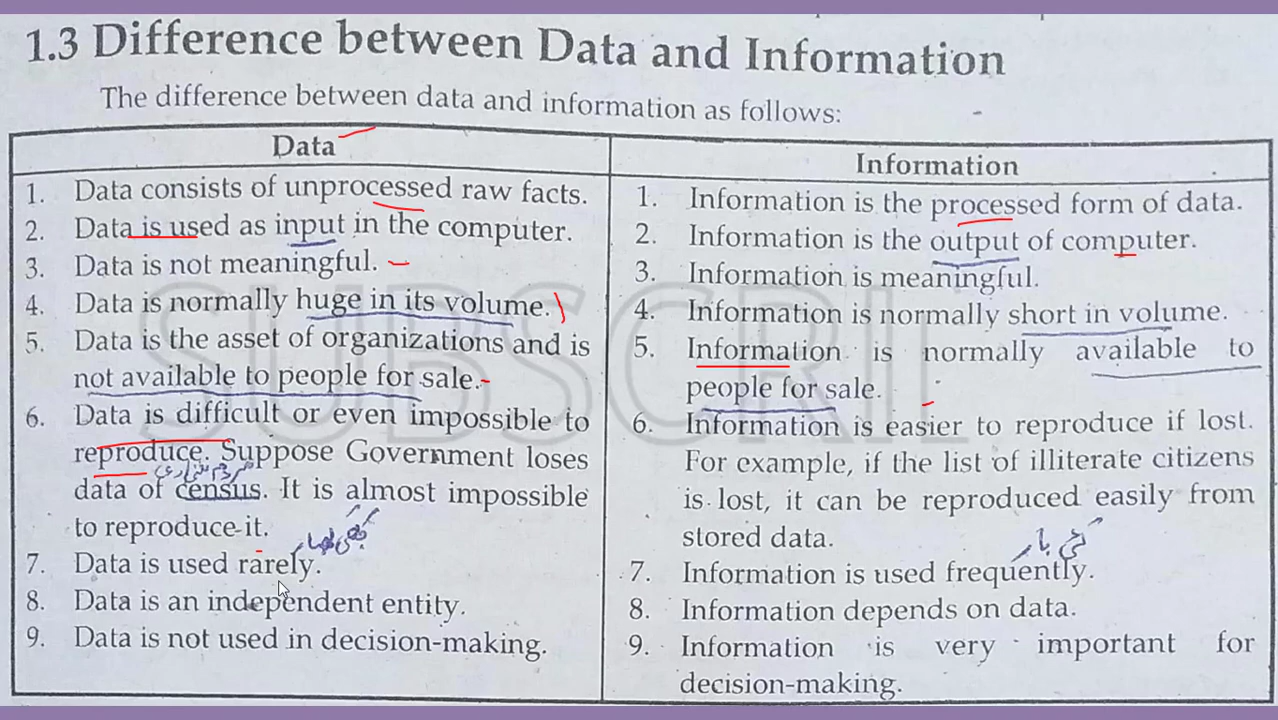 1.3 Difference between Data and Information
The difference between data and information as follows:
Data
1. Data consists of unprocessed raw facts.
2. Data is used as input in the computer.
3. Data is not meaningful.
4. Data is normally huge in its volume.
5. Data is the asset of organizations and is
not available to people for sale.
6. Data is difficult or even impossible to
reproduce. Suppose Government loses
مردم شماری
data of census. It is almost impossible
to reproduce it.
کبھی کبھار
7. Data is used rarely.
8. Data is an independent entity.
9. Data is not used in decision-making.
Information
1. Information is the processed form of data.
2. Information is the output of computer.
3. Information is meaningful.
4. Information is normally short in volume.
5. Information is normally available to
people for sale.
6. Information is easier to reproduce if lost.
For example, if the list of illiterate citizens
is lost, it can be reproduced easily from
stored data.
کئی بار
7. Information is used frequently.
8. Information depends on data.
9. Information is very important for
decision-making.
SUBSCRI